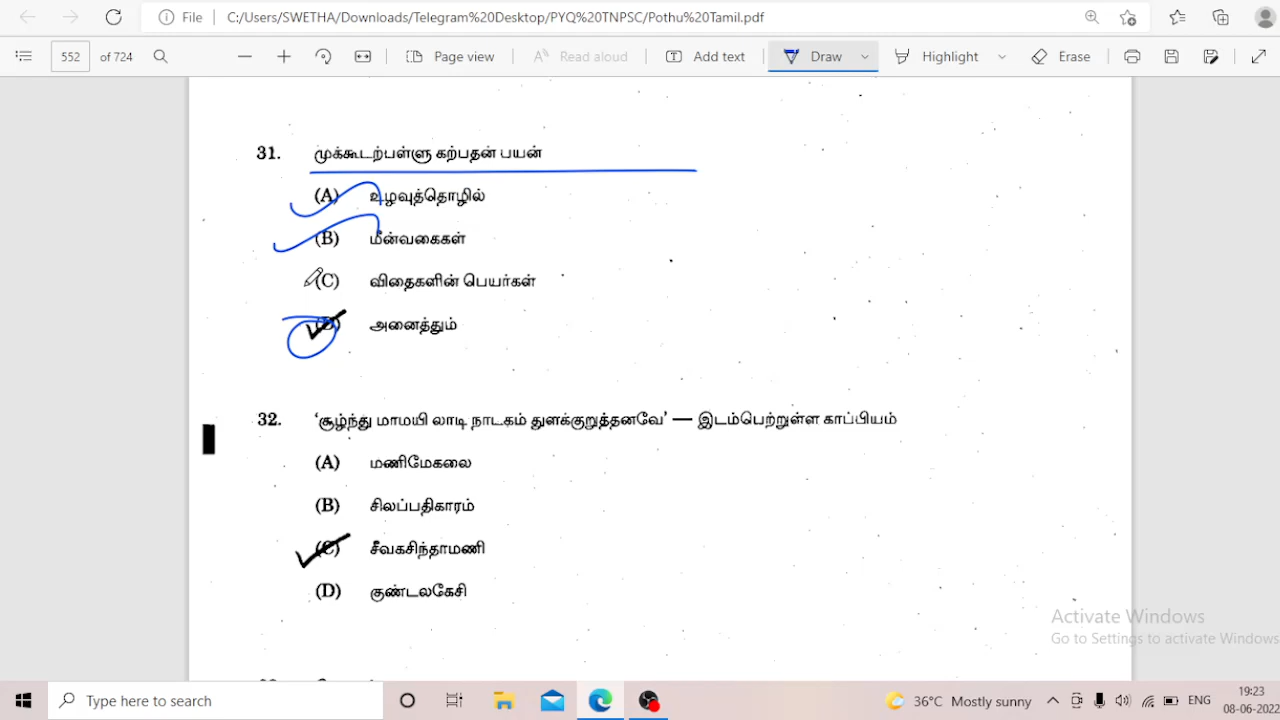 File C:/Users/SWETHA/Downloads/Telegram%20Desktop/PYQ%20TNPSC/Pothu%20Tamil.pdf
552 of 724 Page view Read aloud Add text Draw Highlight Erase
31. முக்கூடற்பள்ளு கற்பதன் பயன்
(A) உழவுத்தொழில்
(B) மீன்வகைகள்
(C) விதைகளின் பெயர்கள்
(D) அனைத்தும்
32. ‘சூழ்ந்து மாமயி லாடி நாடகம் துளக்குறுத்தனவே’ — இடம்பெற்றுள்ள காப்பியம்
(A) மணிமேகலை
(B) சிலப்பதிகாரம்
(C) சீவகசிந்தாமணி
(D) குண்டலகேசி
Activate Windows
Go to Settings to activate Windows
Type here to search 36°C Mostly sunny ENG 19:23
08-06-2022